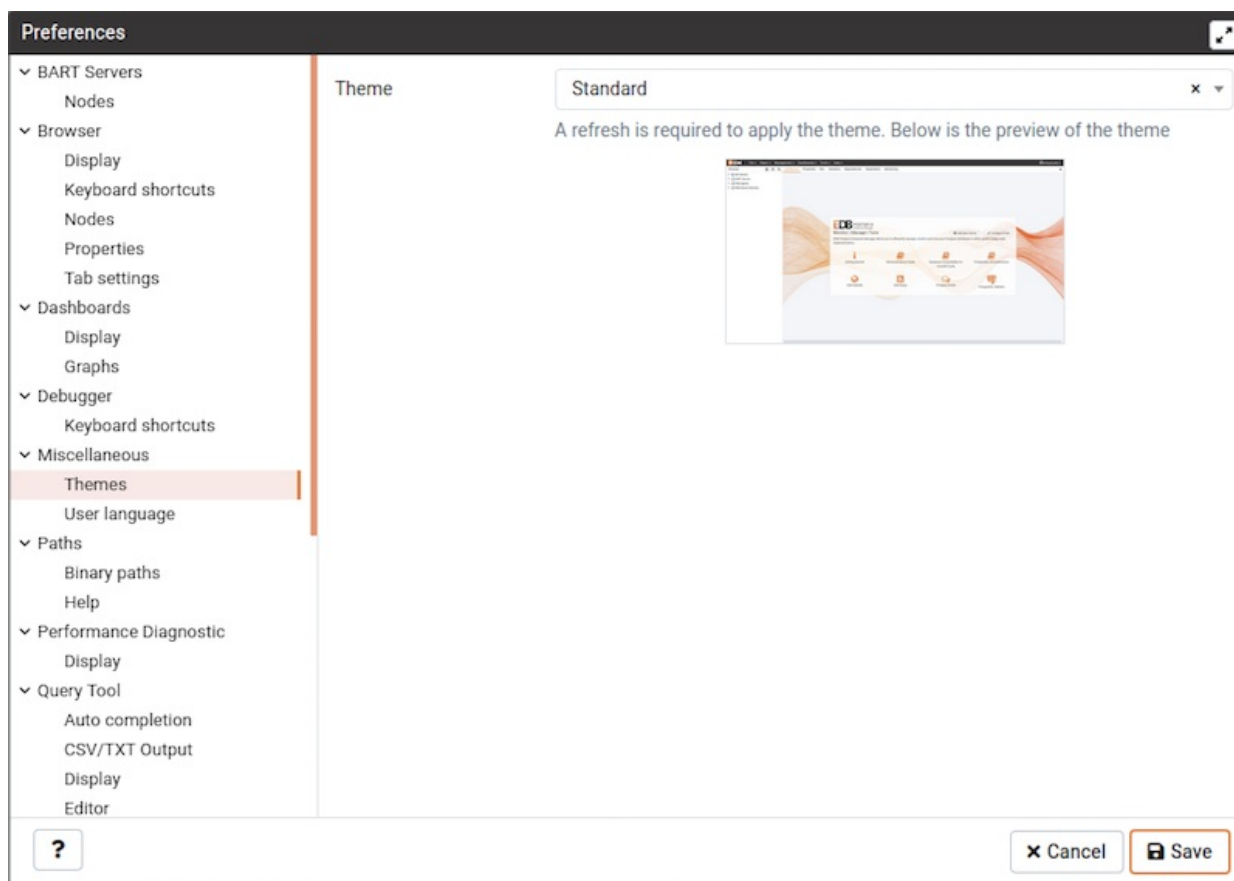 Preferences
BART Servers
Nodes
Browser
Display
Keyboard shortcuts
Nodes
Properties
Tab settings
Dashboards
Display
Graphs
Debugger
Keyboard shortcuts
Miscellaneous
Themes
User language
Paths
Binary paths
Help
Performance Diagnostic
Display
Query Tool
Auto completion
CSV/TXT Output
Display
Editor
Theme
Standard
A refresh is required to apply the theme. Below is the preview of the theme
EDB
?
Cancel
Save